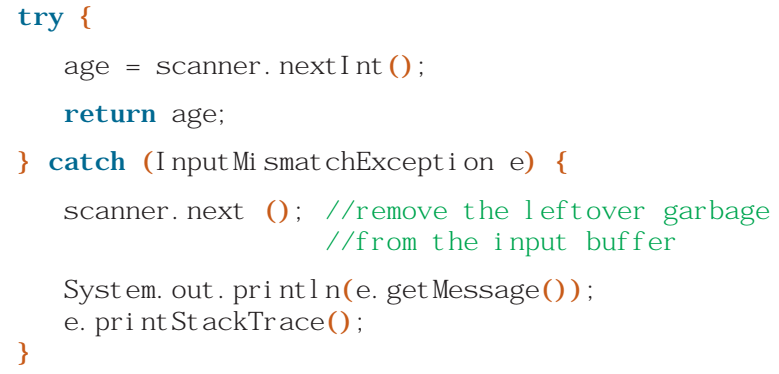 try {
age = scanner.nextInt();
return age;
} catch (InputMismatchException e) {
scanner.next (); //remove the leftover garbage
//from the input buffer
System.out.println(e.getMessage());
e.printStackTrace();
}